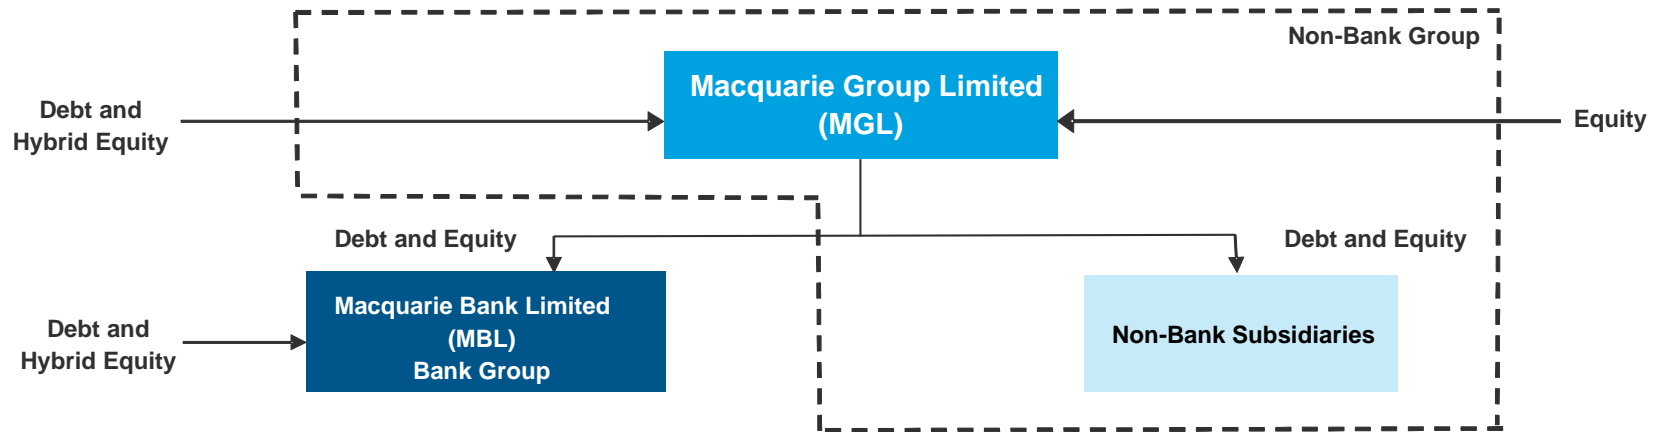 Non-Bank Group
Macquarie Group Limited
(MGL)
Debt and
Hybrid Equity
Equity
Debt and Equity
Debt and Equity
Macquarie Bank Limited
(MBL)
Bank Group
Debt and
Hybrid Equity
Non-Bank Subsidiaries